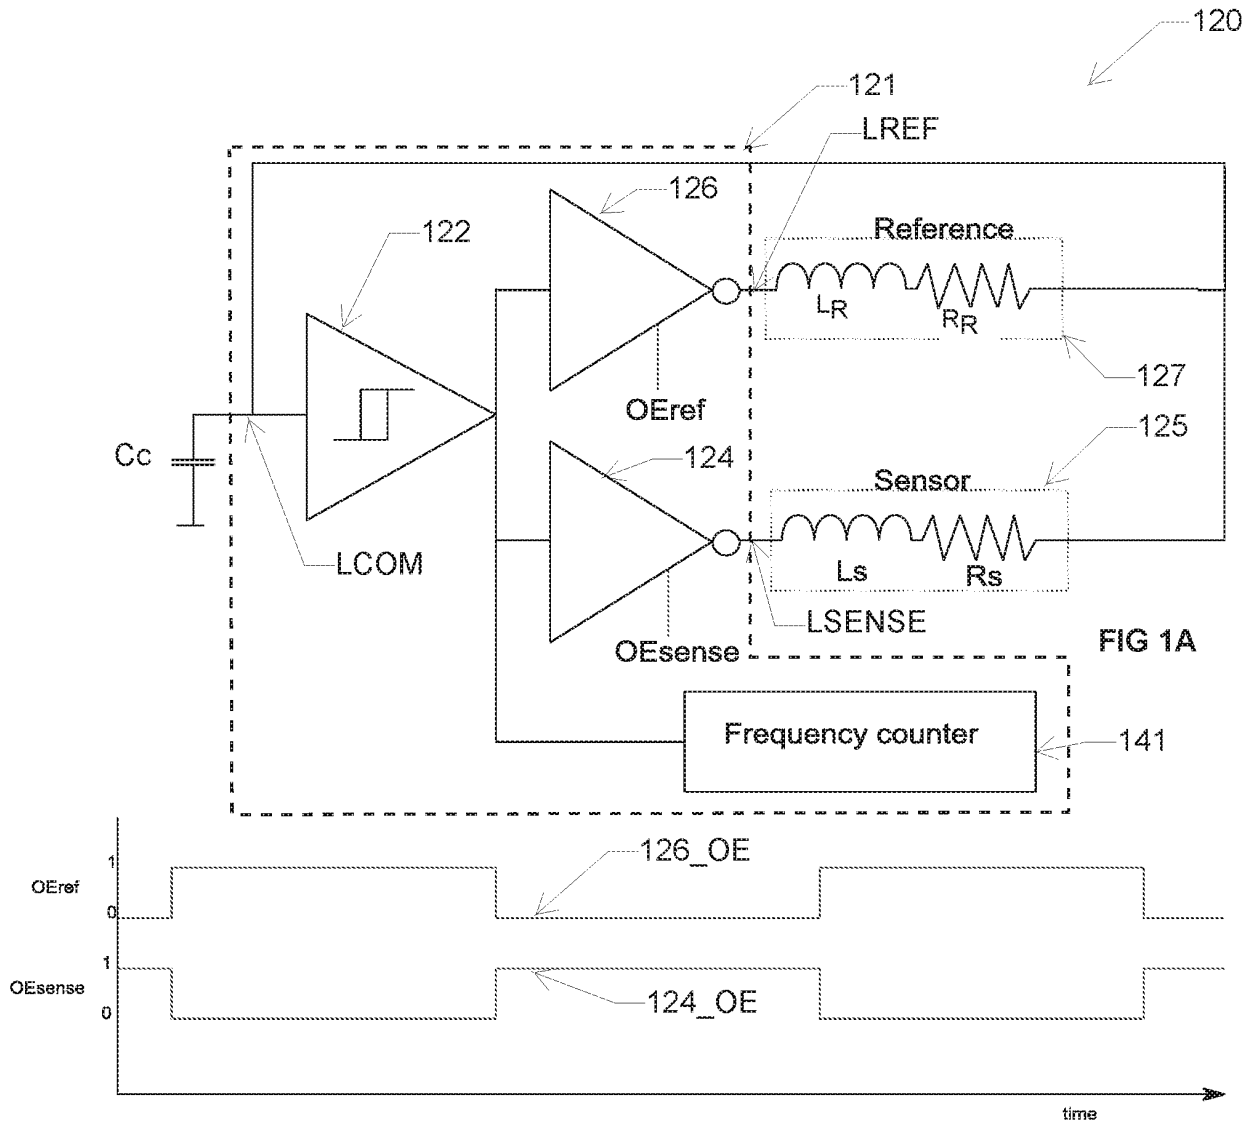 120
121
LREF
126
122
Reference
LR
RR
OEref
127
125
Cc
124
Sensor
LCOM
Ls
Rs
LSENSE
OEsense
FIG 1A
Frequency counter
141
126_OE
1
OEref
0
1
OEsense
124_OE
0
time